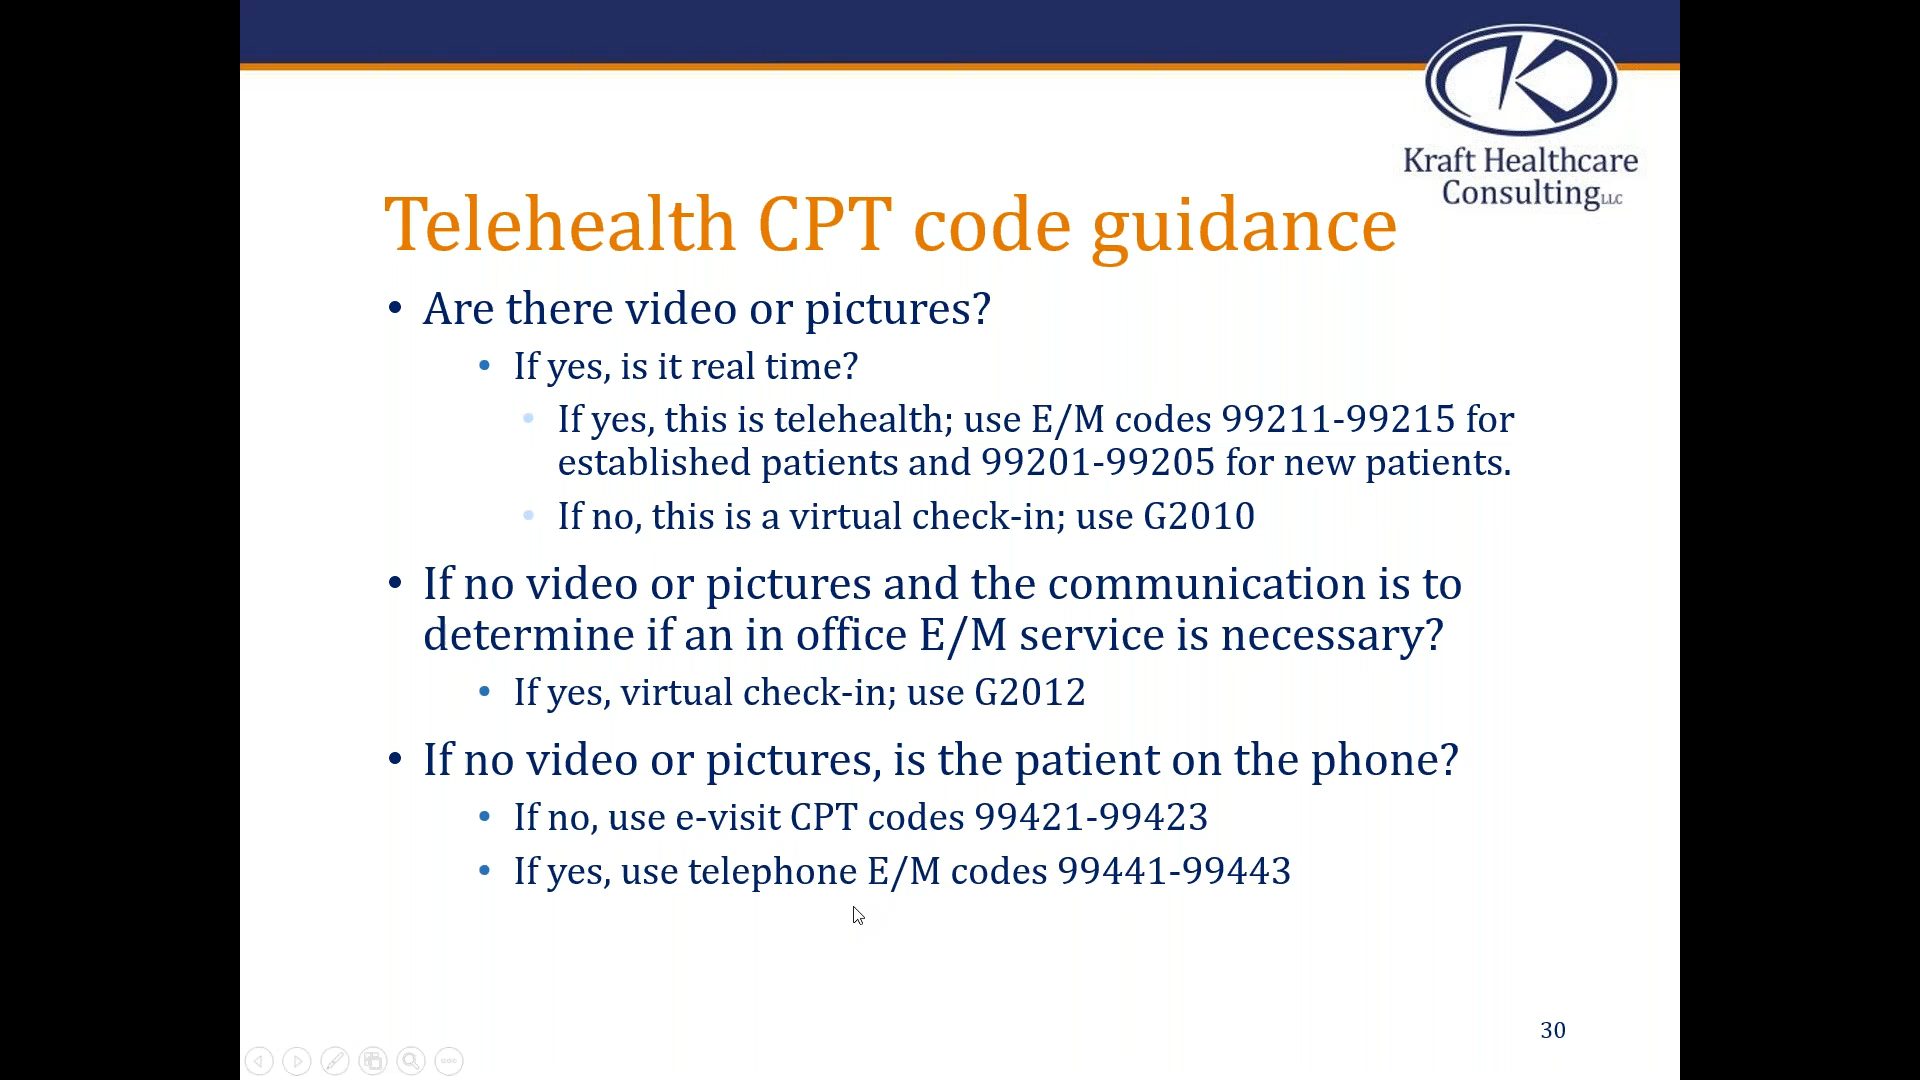 Kraft Healthcare
Consulting LLC
Telehealth CPT code guidance
• Are there video or pictures?
• If yes, is it real time?
• If yes, this is telehealth; use E/M codes 99211-99215 for
established patients and 99201-99205 for new patients.
• If no, this is a virtual check-in; use G2010
• If no video or pictures and the communication is to
determine if an in office E/M service is necessary?
• If yes, virtual check-in; use G2012
• If no video or pictures, is the patient on the phone?
• If no, use e-visit CPT codes 99421-99423
• If yes, use telephone E/M codes 99441-99443
30